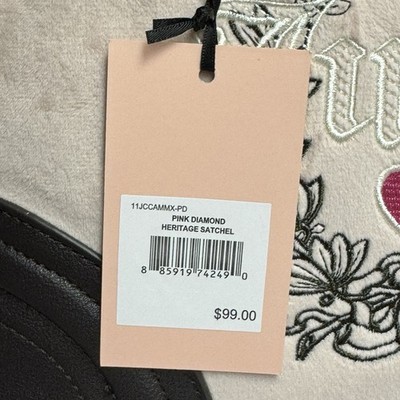 11JCCAMMX-PD
PINK DIAMOND
HERITAGE SATCHEL
8 85919 74249 0
$99.00